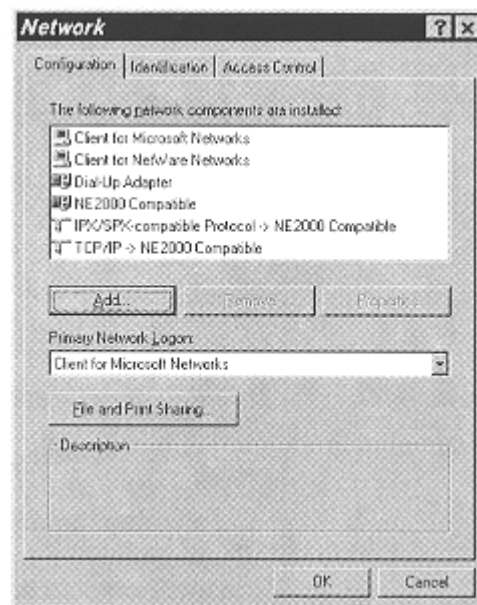 Network
? ×
Configuration Identification Access Control
The following network components are installed:
Client for Microsoft Networks
Client for NetWare Networks
Dial-Up Adapter
NE2000 Compatible
IPX/SPX-compatible Protocol -> NE2000 Compatible
TCP/IP -> NE2000 Compatible
Add... Remove Properties
Primary Network Logon:
Client for Microsoft Networks
File and Print Sharing...
Description
OK Cancel